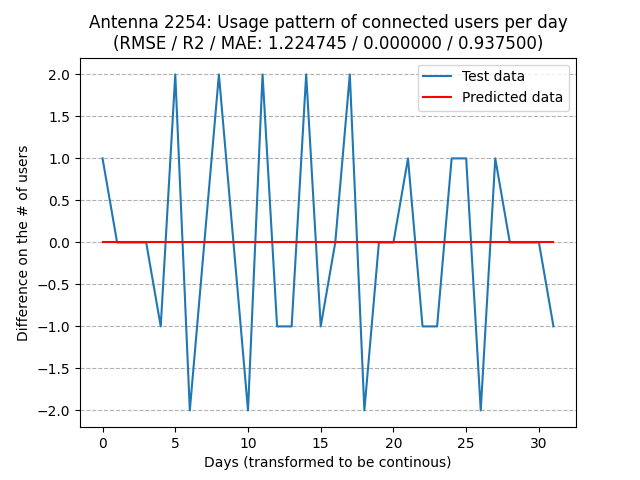 Antenna 2254: Usage pattern of connected users per day
(RMSE / R2 / MAE: 1.224745 / 0.000000 / 0.937500)
Test data
Predicted data
Difference on the # of users
2.0
1.5
1.0
0.5
0.0
−0.5
−1.0
−1.5
−2.0
0 5 10 15 20 25 30
Days (transformed to be continous)